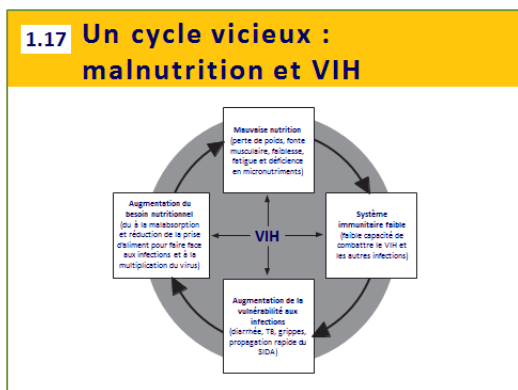 1.17 Un cycle vicieux :
malnutrition et VIH
Mauvaise nutrition
(perte de poids, fonte
musculaire, faiblesse,
fatigue et déficience
en micronutriments)
Augmentation du
besoin nutritionnel
(du à la malabsorption
et réduction de la prise
d'aliment pour faire face
aux infections et à la
multiplication du virus)
VIH
Système
immunitaire faible
(faible capacité de
combattre le VIH et
les autres infections)
Augmentation de la
vulnérabilité aux
infections
(diarrhée, TB, grippes,
propagation rapide du
SIDA)